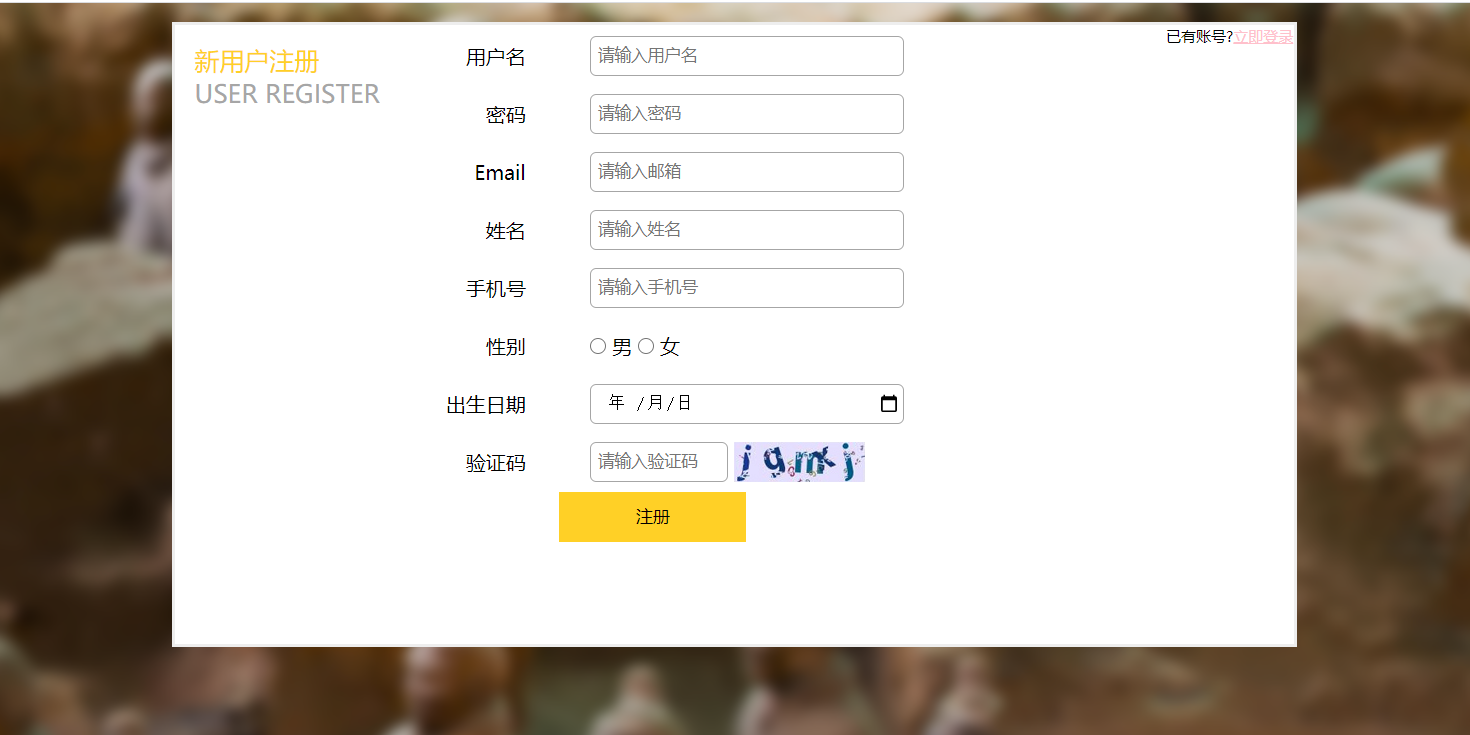 新用户注册
USER REGISTER
已有账号?立即登录
用户名 请输入用户名
密码 请输入密码
Email 请输入邮箱
姓名 请输入姓名
手机号 请输入手机号
性别 男 女
出生日期 年 /月/日
验证码 请输入验证码
注册